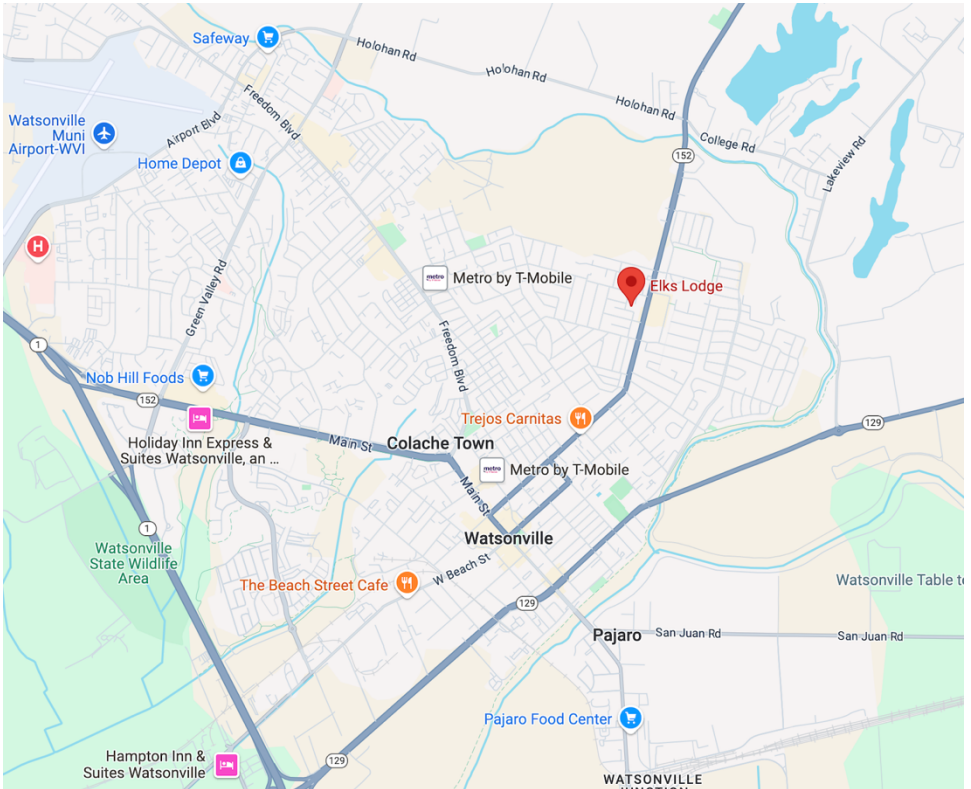 Safeway
Holohan Rd
Holohan Rd
Holohan Rd
Freedom Blvd
Watsonville
Muni
Airport-WVI
Airport Blvd
Home Depot
College Rd
152
Lakeview Rd
H
metro
Metro by T-Mobile
Elks Lodge
Green Valley Rd
1
Freedom Blvd
Nob Hill Foods
152
Holiday Inn Express &
Suites Watsonville, an ...
Main St
Colache Town
Trejos Carnitas
129
metro
Metro by T-Mobile
Main St
1
Watsonville
Watsonville
State Wildlife
Area
W Beach St
The Beach Street Cafe
Watsonville Table te
129
Pajaro
San Juan Rd
San Juan Rd
Pajaro Food Center
Hampton Inn &
Suites Watsonville
129
WATSONVILLE
JUNCTION